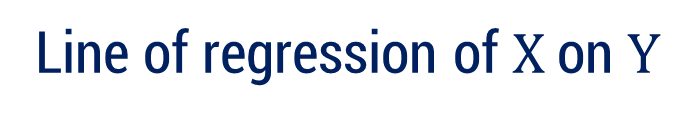 Line of regression of X on Y